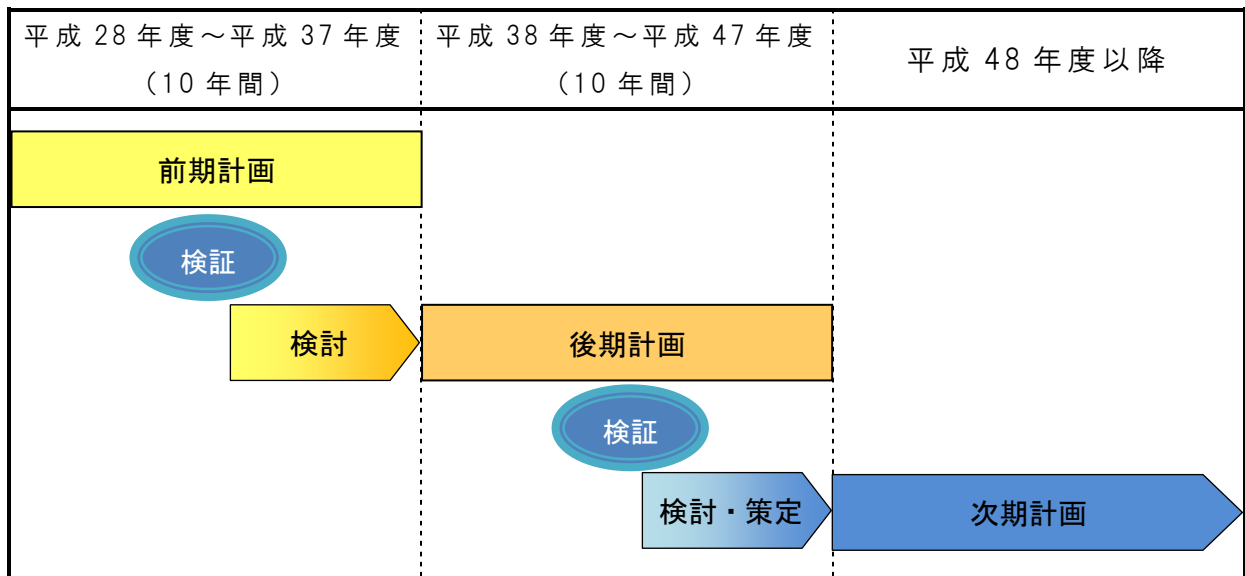 平成 28 年度～平成 37 年度
（10 年間）
平成 38 年度～平成 47 年度
（10 年間）
平成 48 年度以降
前期計画
検証
検討
後期計画
検証
検討・策定
次期計画